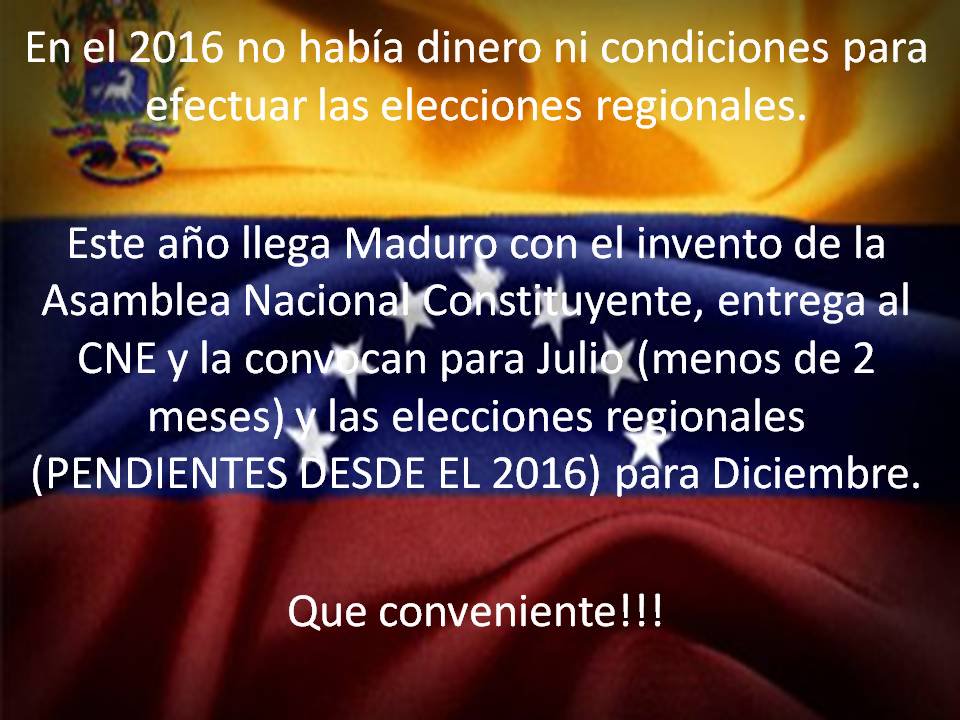 En el 2016 no había dinero ni condiciones para
efectuar las elecciones regionales.
Este año llega Maduro con el invento de la
Asamblea Nacional Constituyente, entrega al
CNE y la convocan para Julio (menos de 2
meses) y las elecciones regionales
(PENDIENTES DESDE EL 2016) para Diciembre.
Que conveniente!!!